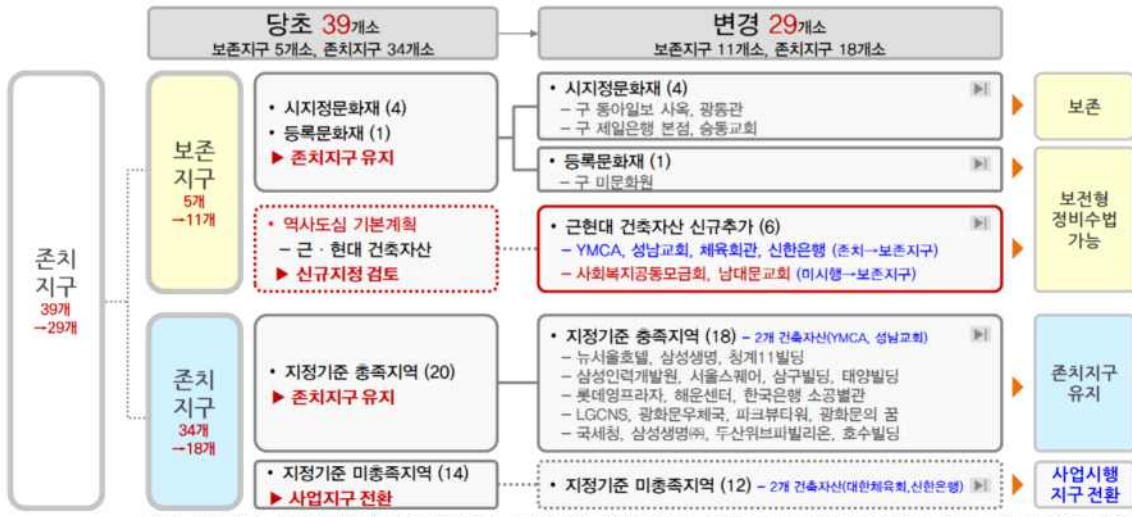 당초 39개소
보존지구 5개소, 존치지구 34개소
변경 29개소
보존지구 11개소, 존치지구 18개소
존치
지구
39개
→29개
보존
지구
5개
→11개
• 시지정문화재 (4)
• 등록문화재 (1)
▶ 존치지구 유지
• 시지정문화재 (4)
– 구 동아일보 사옥, 광통관
– 구 제일은행 본점, 승동교회
보존
• 등록문화재 (1)
– 구 미문화원
• 역사도심 기본계획
– 근 · 현대 건축자산
▶ 신규지정 검토
• 근현대 건축자산 신규추가 (6)
– YMCA, 성남교회, 체육회관, 신한은행 (존치→보존지구)
– 사회복지공동모금회, 남대문교회 (미시행→보존지구)
보전형
정비수법
가능
존치
지구
34개
→18개
• 지정기준 충족지역 (20)
▶ 존치지구 유지
• 지정기준 충족지역 (18) – 2개 건축자산(YMCA, 성남교회)
– 뉴서울호텔, 삼성생명, 청계11빌딩
– 삼성인력개발원, 서울스퀘어, 삼구빌딩, 태양빌딩
– 롯데영프라자, 해운센터, 한국은행 소공별관
– LGCNS, 광화문우체국, 파크뷰타워, 광화문의 꿈
– 국세청, 삼성생명㈜, 두산위브파빌리온, 호수빌딩
존치지구
유지
• 지정기준 미충족지역 (14)
▶ 사업지구 전환
• 지정기준 미충족지역 (12) – 2개 건축자산(대한체육회,신한은행)
사업시행
지구 전환